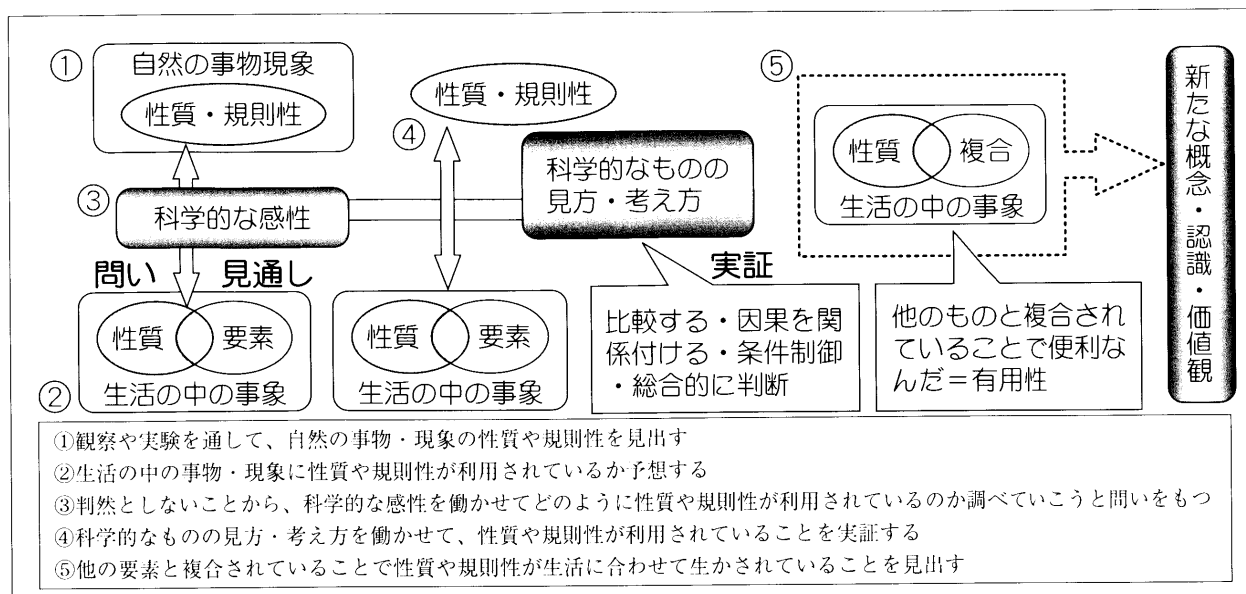 ①
自然の事物現象
性質・規則性
③
科学的な感性
問い 見通し
性質 要素
生活の中の事象
②
性質・規則性
④
科学的なものの
見方・考え方
性質 要素
生活の中の事象
実証
比較する・因果を関
係付ける・条件制御
・総合的に判断
⑤
性質 複合
生活の中の事象
他のものと複合され
ていることで便利な
んだ=有用性
新たな概念・認識・価値観
①観察や実験を通して、自然の事物・現象の性質や規則性を見出す
②生活の中の事物・現象に性質や規則性が利用されているか予想する
③判然としないことから、科学的な感性を働かせてどのように性質や規則性が利用されているのか調べていこうと問いをもつ
④科学的なものの見方・考え方を働かせて、性質や規則性が利用されていることを実証する
⑤他の要素と複合されていることで性質や規則性が生活に合わせて生かされていることを見出す